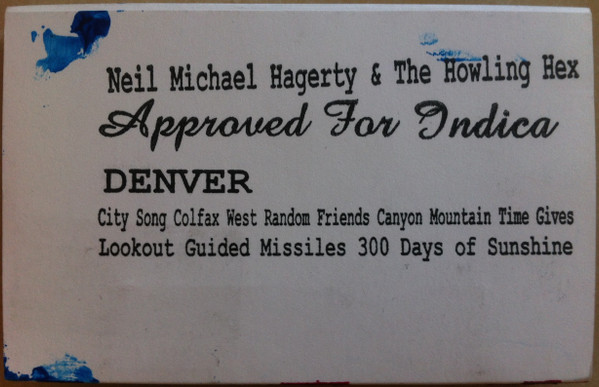 Neil Michael Hagerty & The Howling Hex
Approved For Indica
DENVER
City Song Colfax West Random Friends Canyon Mountain Time Gives
Lookout Guided Missiles 300 Days of Sunshine